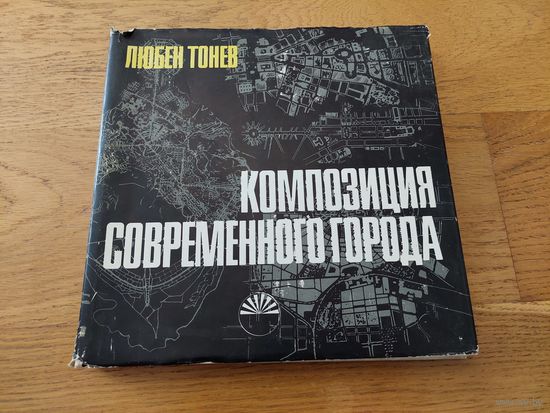 ЛЮБЕН ТОНЕВ
КОМПОЗИЦИЯ
СОВРЕМЕННОГО ГОРОДА